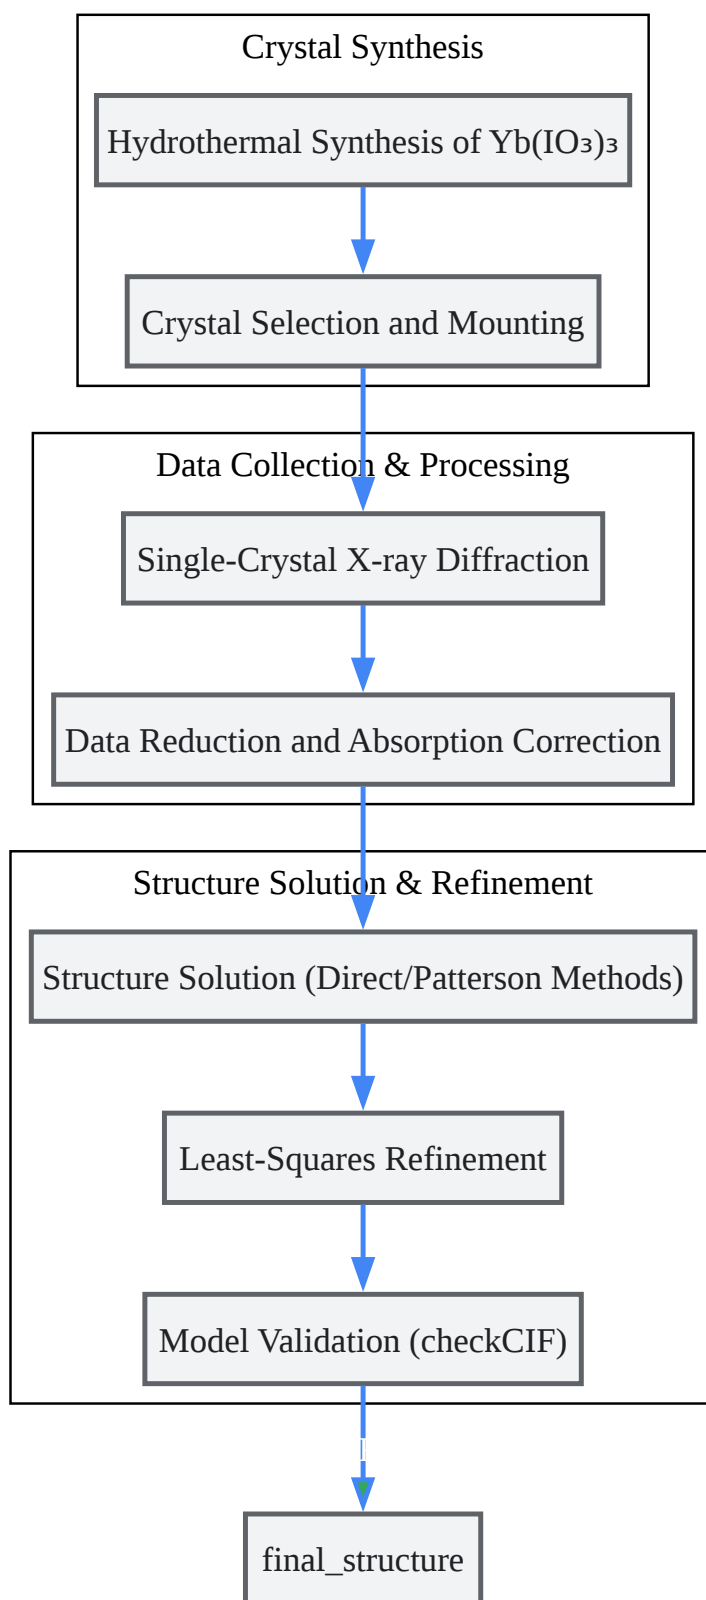 Crystal Synthesis
Hydrothermal Synthesis of Yb(IO₃)₃
Crystal Selection and Mounting
Data Collection & Processing
Single-Crystal X-ray Diffraction
Data Reduction and Absorption Correction
Structure Solution & Refinement
Structure Solution (Direct/Patterson Methods)
Least-Squares Refinement
Model Validation (checkCIF)
final_structure